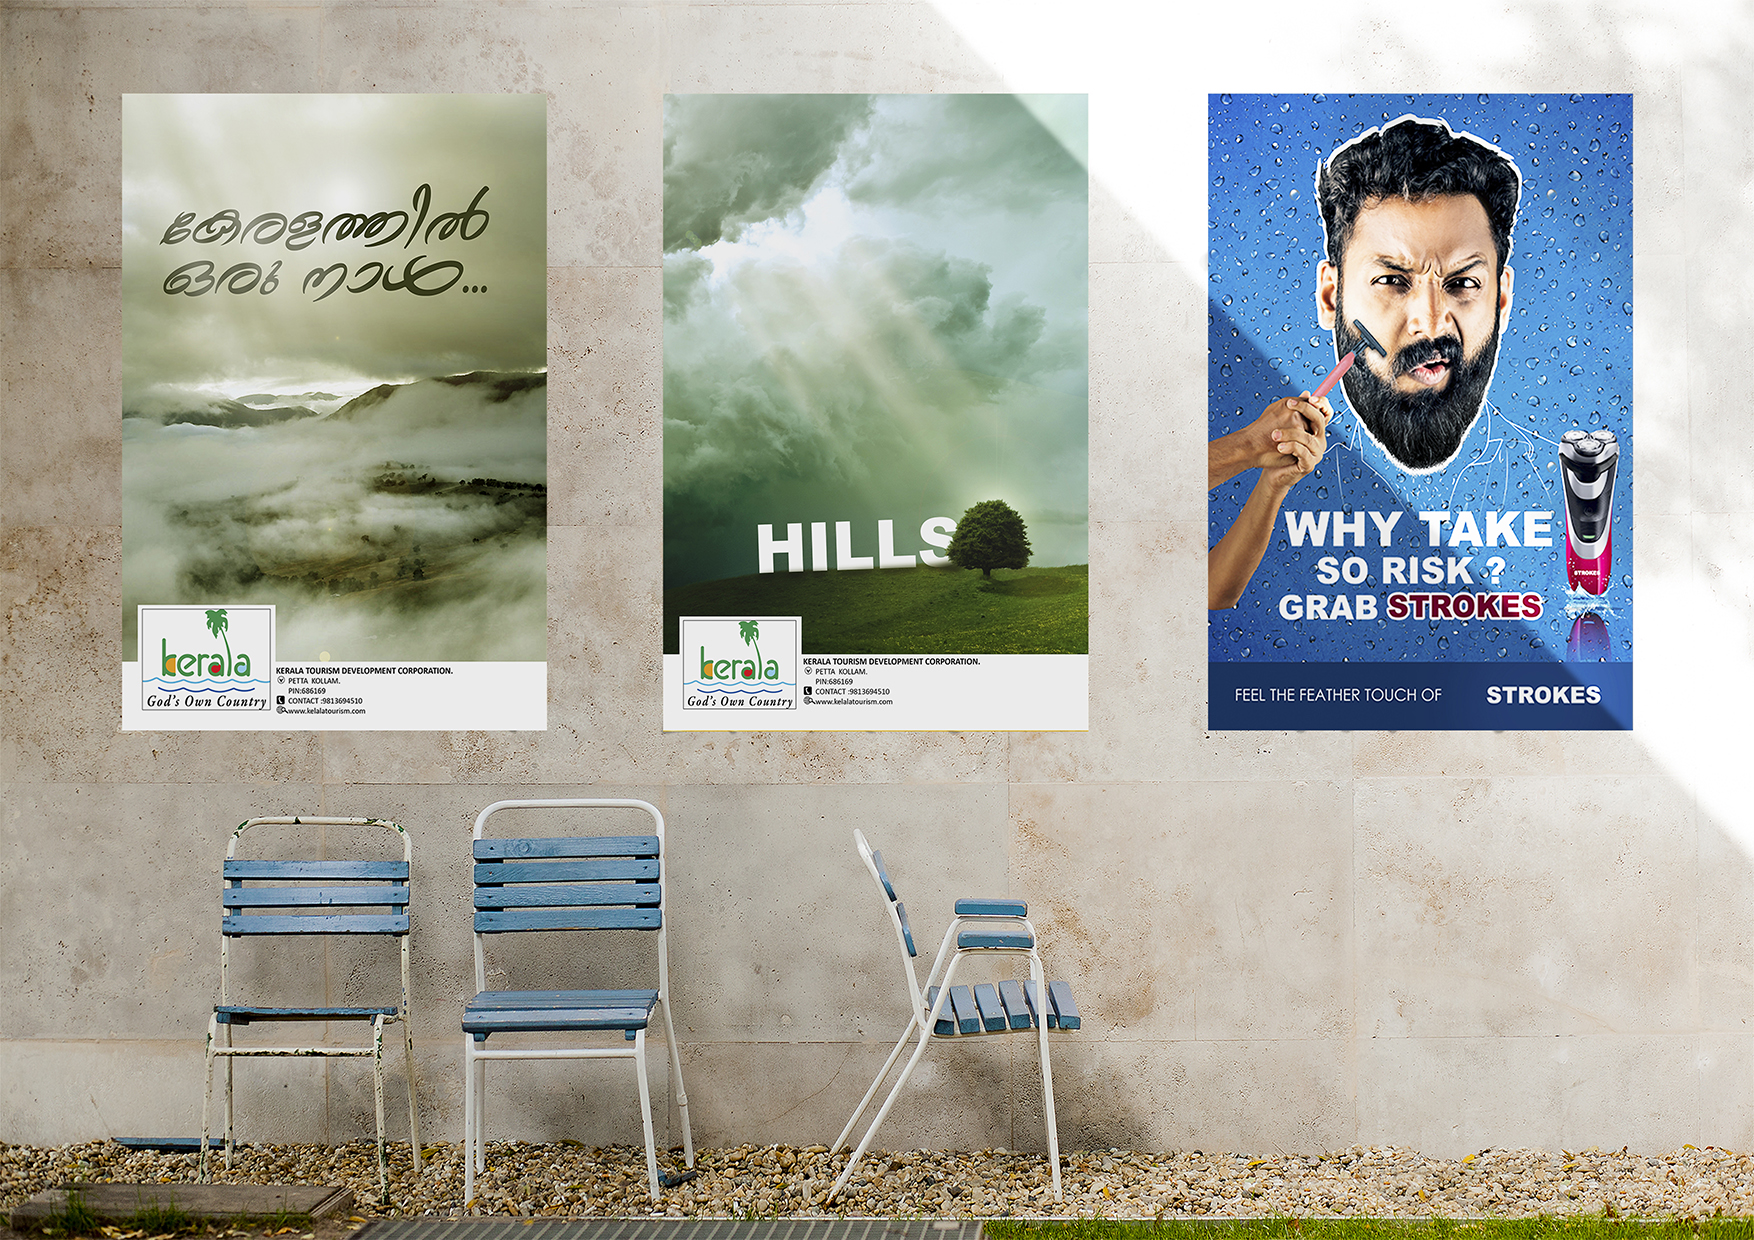 കേരളത്തിൽ
ഒരു നാൾ...
kerala
God's Own Country
KERALA TOURISM DEVELOPMENT CORPORATION.
PETTA KOLLAM.
PIN:686169
CONTACT :9813694510
www.kelalatourism.com
HILLS
kerala
God's Own Country
KERALA TOURISM DEVELOPMENT CORPORATION.
PETTA KOLLAM.
PIN:686169
CONTACT :9813694510
www.kelalatourism.com
WHY TAKE
SO RISK ?
GRAB STROKES
STROKES
FEEL THE FEATHER TOUCH OF STROKES